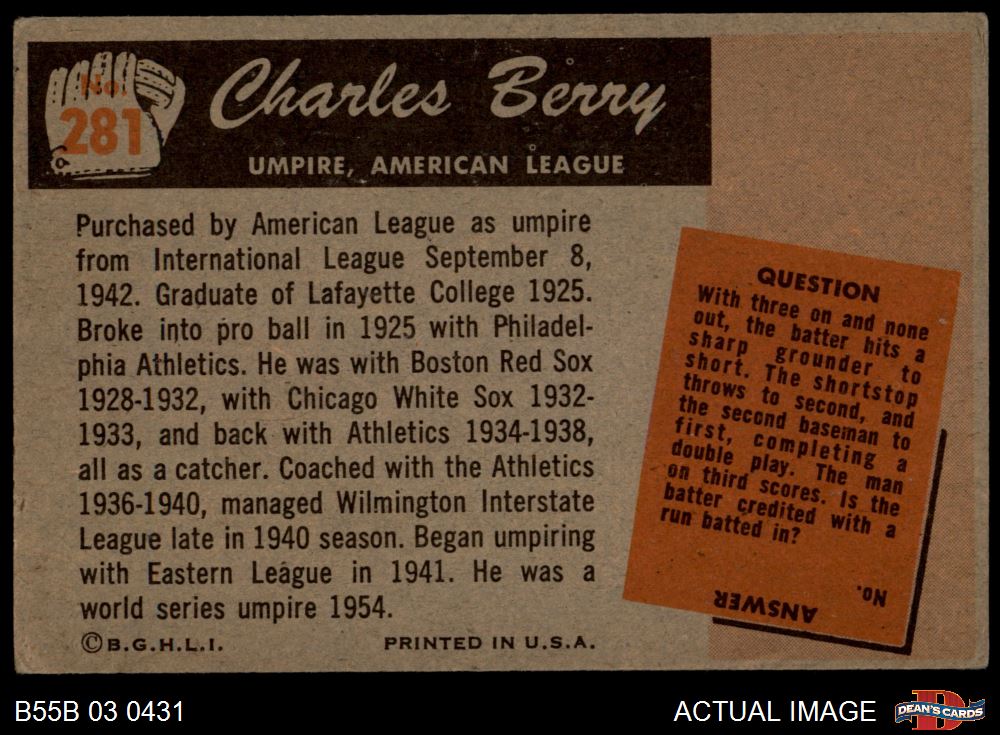 No.
281
Charles Berry
UMPIRE, AMERICAN LEAGUE
Purchased by American League as umpire
from International League September 8,
1942. Graduate of Lafayette College 1925.
Broke into pro ball in 1925 with Philadel-
phia Athletics. He was with Boston Red Sox
1928-1932, with Chicago White Sox 1932-
1933, and back with Athletics 1934-1938,
all as a catcher. Coached with the Athletics
1936-1940, managed Wilmington Interstate
League late in 1940 season. Began umpiring
with Eastern League in 1941. He was a
world series umpire 1954.
©B.G.H.L.I.
PRINTED IN U.S.A.
QUESTION
With three on and none
out, the batter hits a
sharp grounder to
short. The shortstop
throws to second, and
the second baseman to
first, completing a
double play. The man
on third scores. Is the
batter credited with a
run batted in?
ANSWER
No.
B55B 03 0431
ACTUAL IMAGE
DEAN'S CARDS